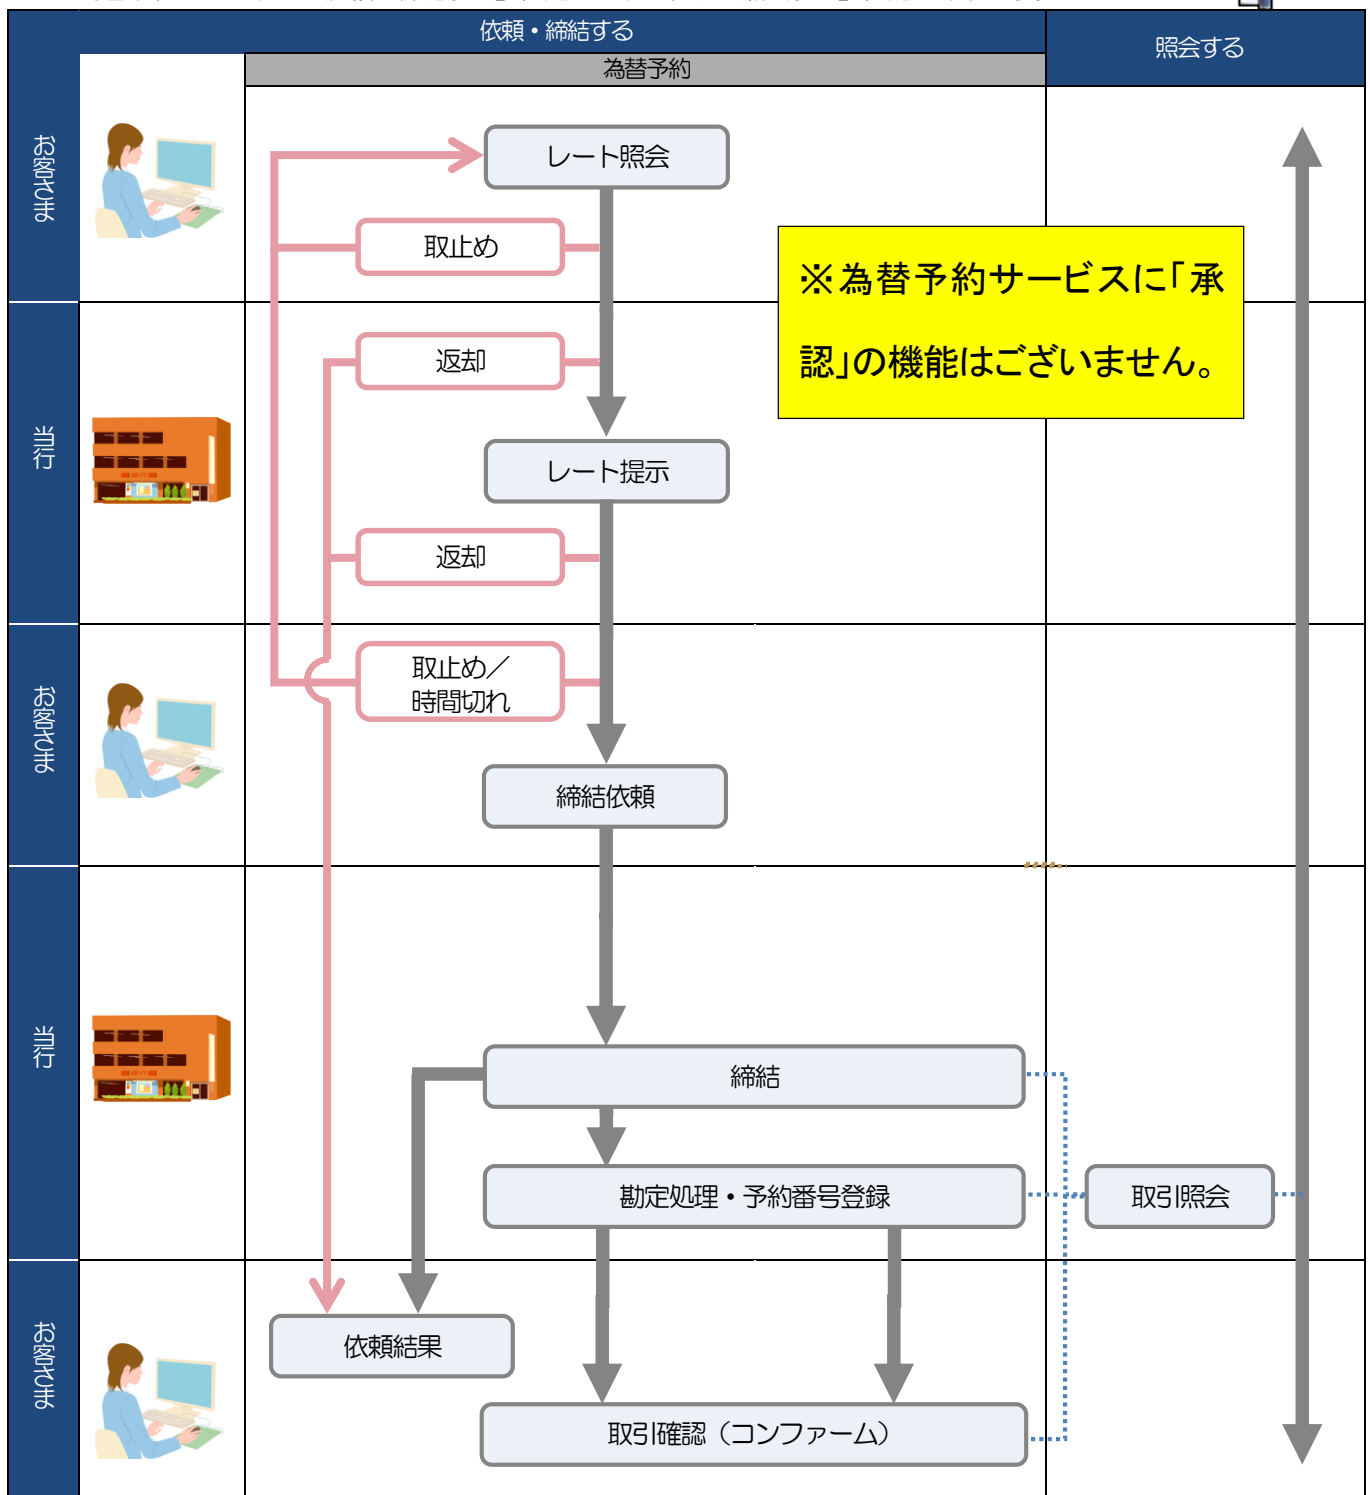 依頼・締結する
照会する
為替予約
お客さま
レート照会
取止め
※為替予約サービスに「承
認」の機能はございません。
返却
当行
レート提示
返却
取止め／
時間切れ
お客さま
締結依頼
当行
締結
勘定処理・予約番号登録
取引照会
お客さま
依頼結果
取引確認（コンファーム）